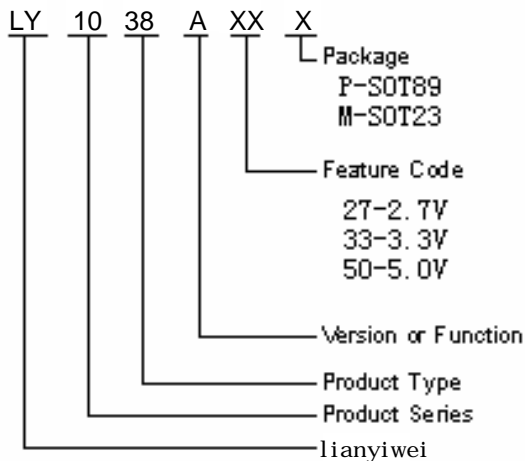 LY 10 38 A XX X
Package
P-SOT89
M-SOT23
Feature Code
27-2.7V
33-3.3V
50-5.0V
Version or Function
Product Type
Product Series
lianyiwei